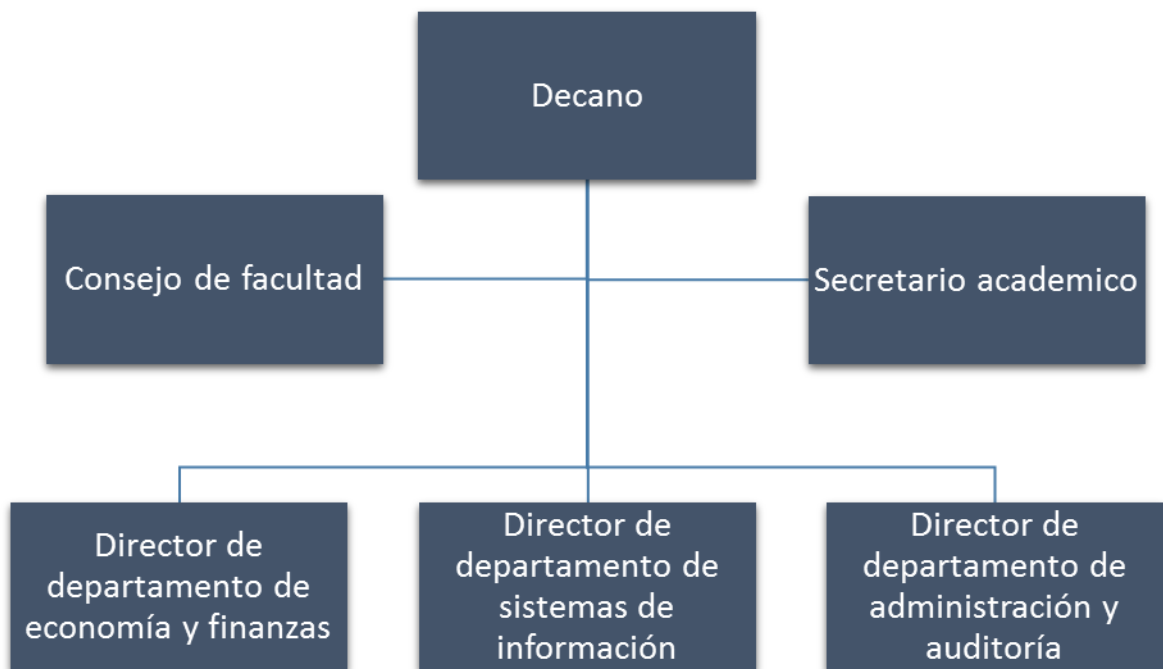 Decano
Consejo de facultad
Secretario academico
Director de
departamento de
economía y finanzas
Director de
departamento de
sistemas de
información
Director de
departamento de
administración y
auditoría